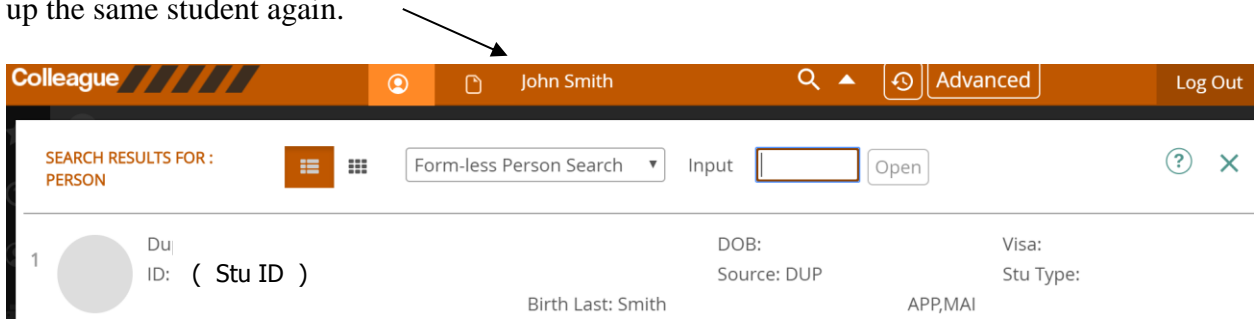 up the same student again.
Colleague John Smith Advanced Log Out
SEARCH RESULTS FOR : Form-less Person Search Input Open ?
PERSON
Du DOB: Visa:
1
ID: ( Stu ID ) Source: DUP Stu Type:
Birth Last: Smith APP,MAI